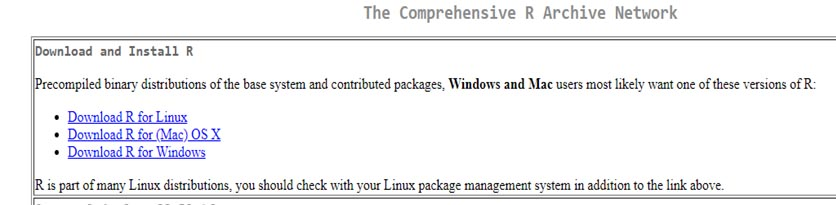 The Comprehensive R Archive Network
Download and Install R
Precompiled binary distributions of the base system and contributed packages, Windows and Mac users most likely want one of these versions of R:
Download R for Linux
Download R for (Mac) OS X
Download R for Windows
R is part of many Linux distributions, you should check with your Linux package management system in addition to the link above.